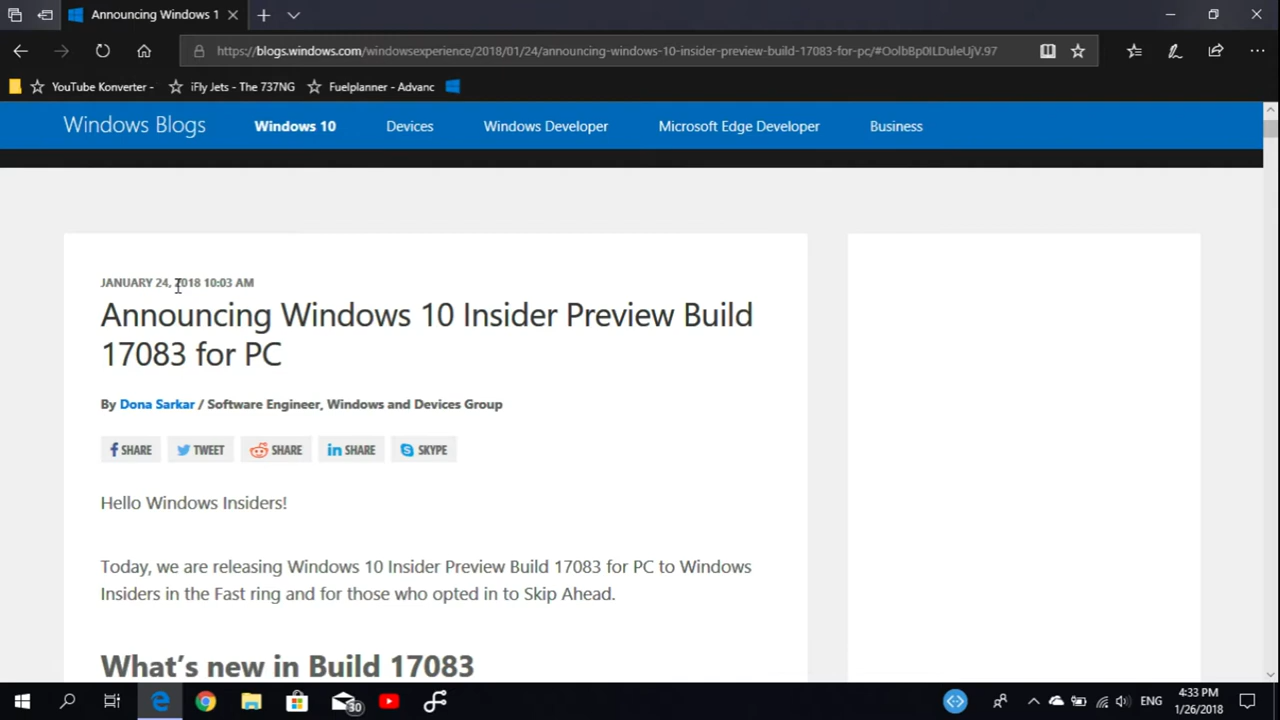 Announcing Windows 1
https://blogs.windows.com/windowsexperience/2018/01/24/announcing-windows-10-insider-preview-build-17083-for-pc/#OolbBp0ILDuleUjV.97
YouTube Konverter - iFly Jets - The 737NG Fuelplanner - Advanc
Windows Blogs Windows 10 Devices Windows Developer Microsoft Edge Developer Business
JANUARY 24, 2018 10:03 AM
Announcing Windows 10 Insider Preview Build
17083 for PC
By Dona Sarkar / Software Engineer, Windows and Devices Group
SHARE TWEET SHARE SHARE SKYPE
Hello Windows Insiders!
Today, we are releasing Windows 10 Insider Preview Build 17083 for PC to Windows
Insiders in the Fast ring and for those who opted in to Skip Ahead.
What's new in Build 17083
30
ENG
4:33 PM
1/26/2018